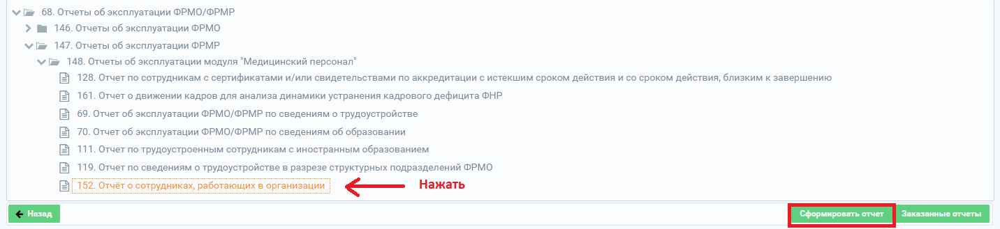 68. Отчеты об эксплуатации ФРМО/ФРМР
146. Отчеты об эксплуатации ФРМО
147. Отчеты об эксплуатации ФРМР
148. Отчеты об эксплуатации модуля "Медицинский персонал"
128. Отчет по сотрудникам с сертификатами и/или свидетельствами по аккредитации с истекшим сроком действия и со сроком действия, близким к завершению
161. Отчет о движении кадров для анализа динамики устранения кадрового дефицита ФНР
69. Отчет об эксплуатации ФРМО/ФРМР по сведениям о трудоустройстве
70. Отчет об эксплуатации ФРМО/ФРМР по сведениям об образовании
111. Отчет по трудоустроенным сотрудникам с иностранным образованием
119. Отчет по сведениям о трудоустройстве в разрезе структурных подразделений ФРМО
152. Отчёт о сотрудниках, работающих в организации Нажать
Назад Сформировать отчет Заказанные отчеты